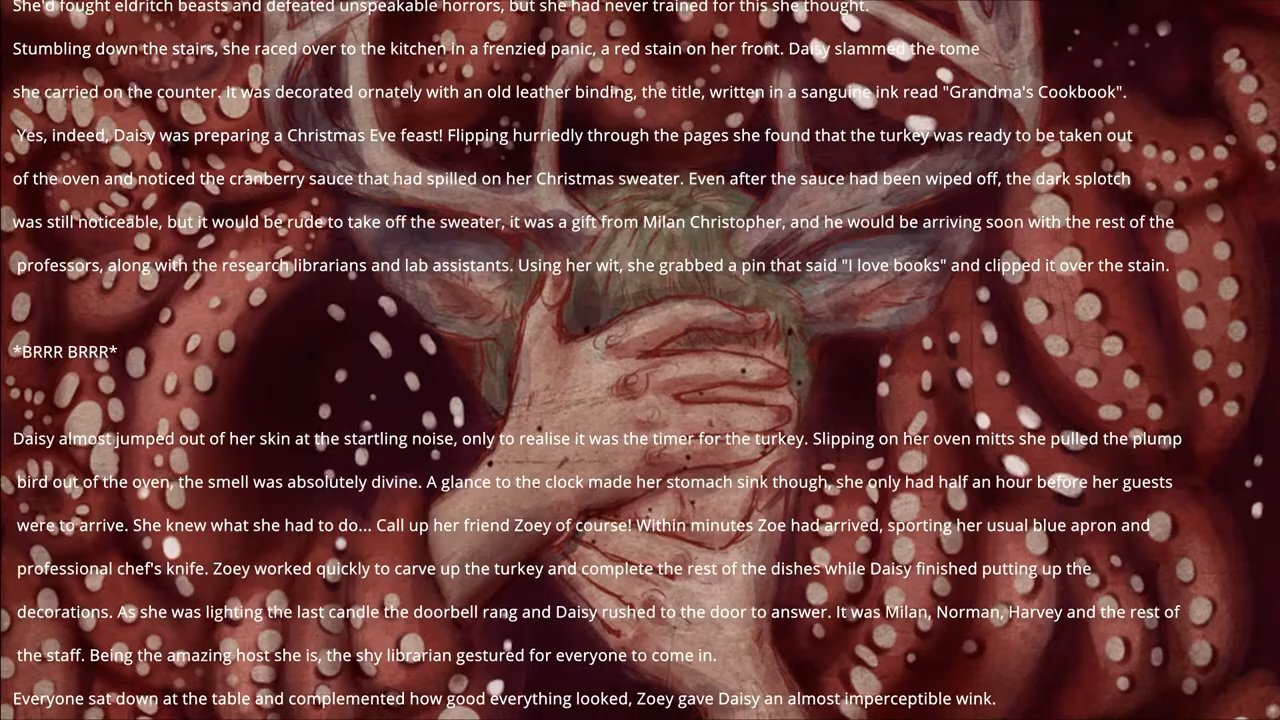 She'd fought eldritch beasts and defeated unspeakable horrors, but she had never trained for this she thought.
Stumbling down the stairs, she raced over to the kitchen in a frenzied panic, a red stain on her front. Daisy slammed the tome
she carried on the counter. It was decorated ornately with an old leather binding, the title, written in a sanguine ink read "Grandma's Cookbook".
Yes, indeed, Daisy was preparing a Christmas Eve feast! Flipping hurriedly through the pages she found that the turkey was ready to be taken out
of the oven and noticed the cranberry sauce that had spilled on her Christmas sweater. Even after the sauce had been wiped off, the dark splotch
was still noticeable, but it would be rude to take off the sweater, it was a gift from Milan Christopher, and he would be arriving soon with the rest of the
professors, along with the research librarians and lab assistants. Using her wit, she grabbed a pin that said "I love books" and clipped it over the stain.
*BRRR BRRR*
Daisy almost jumped out of her skin at the startling noise, only to realise it was the timer for the turkey. Slipping on her oven mitts she pulled the plump
bird out of the oven, the smell was absolutely divine. A glance to the clock made her stomach sink though, she only had half an hour before her guests
were to arrive. She knew what she had to do... Call up her friend Zoey of course! Within minutes Zoe had arrived, sporting her usual blue apron and
professional chef's knife. Zoey worked quickly to carve up the turkey and complete the rest of the dishes while Daisy finished putting up the
decorations. As she was lighting the last candle the doorbell rang and Daisy rushed to the door to answer. It was Milan, Norman, Harvey and the rest of
the staff. Being the amazing host she is, the shy librarian gestured for everyone to come in.
Everyone sat down at the table and complemented how good everything looked, Zoey gave Daisy an almost imperceptible wink.